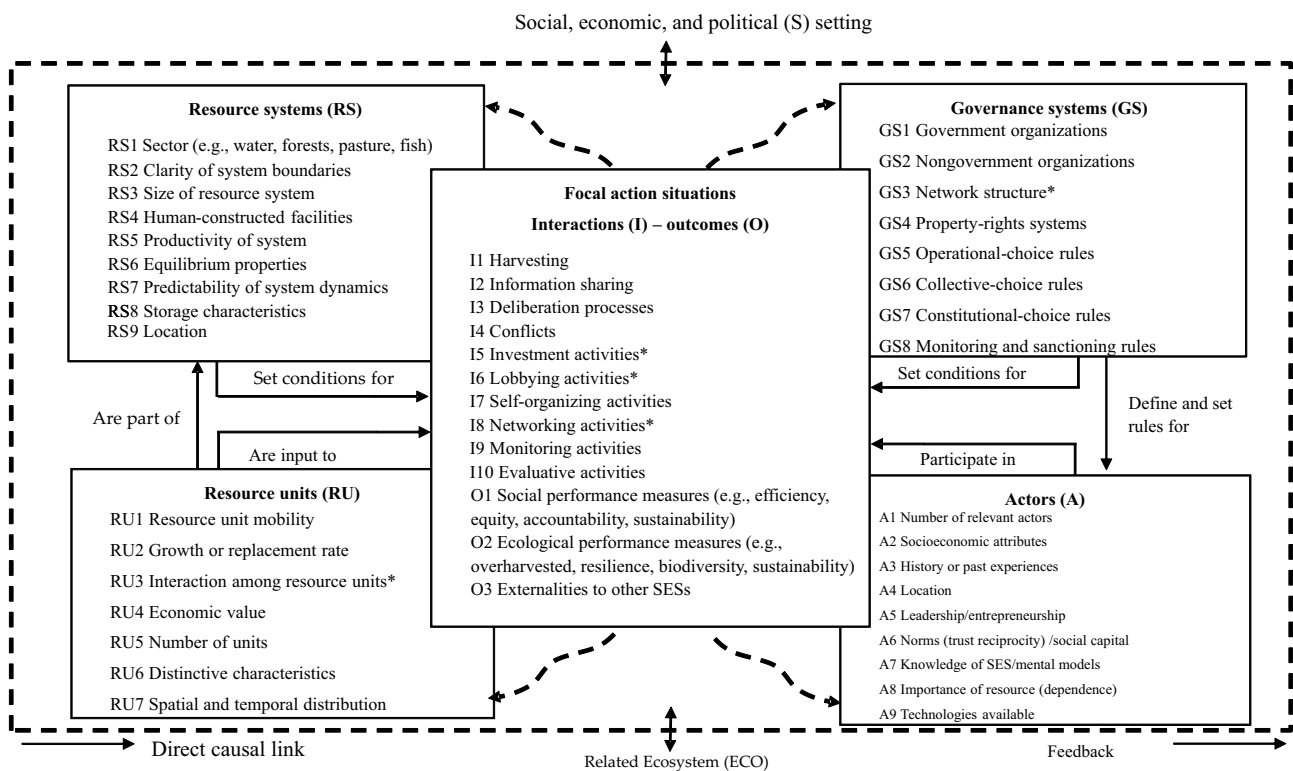 Social, economic, and political (S) setting
Resource systems (RS)
RS1 Sector (e.g., water, forests, pasture, fish)
RS2 Clarity of system boundaries
RS3 Size of resource system
RS4 Human-constructed facilities
RS5 Productivity of system
RS6 Equilibrium properties
RS7 Predictability of system dynamics
RS8 Storage characteristics
RS9 Location
Governance systems (GS)
GS1 Government organizations
GS2 Nongovernment organizations
GS3 Network structure*
GS4 Property-rights systems
GS5 Operational-choice rules
GS6 Collective-choice rules
GS7 Constitutional-choice rules
GS8 Monitoring and sanctioning rules
Focal action situations
Interactions (I) – outcomes (O)
I1 Harvesting
I2 Information sharing
I3 Deliberation processes
I4 Conflicts
I5 Investment activities*
I6 Lobbying activities*
I7 Self-organizing activities
I8 Networking activities*
I9 Monitoring activities
I10 Evaluative activities
O1 Social performance measures (e.g., efficiency,
equity, accountability, sustainability)
O2 Ecological performance measures (e.g.,
overharvested, resilience, biodiversity, sustainability)
O3 Externalities to other SESs
Set conditions for
Are part of
Are input to
Set conditions for
Define and set
rules for
Participate in
Resource units (RU)
RU1 Resource unit mobility
RU2 Growth or replacement rate
RU3 Interaction among resource units*
RU4 Economic value
RU5 Number of units
RU6 Distinctive characteristics
RU7 Spatial and temporal distribution
Actors (A)
A1 Number of relevant actors
A2 Socioeconomic attributes
A3 History or past experiences
A4 Location
A5 Leadership/entrepreneurship
A6 Norms (trust reciprocity) /social capital
A7 Knowledge of SES/mental models
A8 Importance of resource (dependence)
A9 Technologies available
Direct causal link
Related Ecosystem (ECO)
Feedback